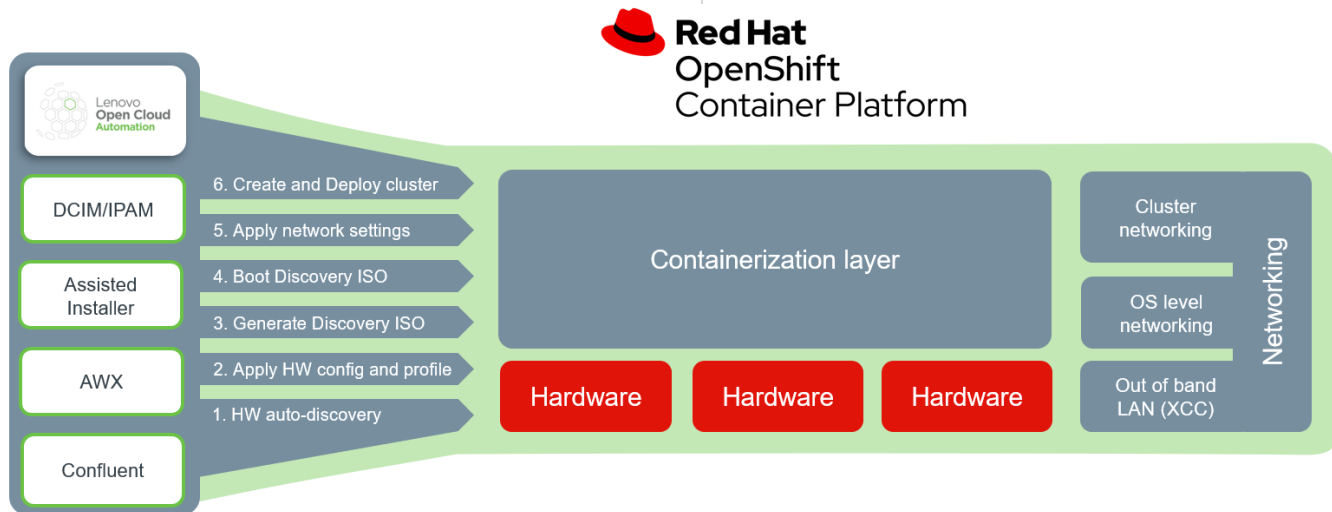 Red Hat
OpenShift
Container Platform
Lenovo
Open Cloud
Automation
DCIM/IPAM
Assisted
Installer
AWX
Confluent
6. Create and Deploy cluster
5. Apply network settings
4. Boot Discovery ISO
3. Generate Discovery ISO
2. Apply HW config and profile
1. HW auto-discovery
Containerization layer
Hardware
Hardware
Hardware
Cluster
networking
OS level
networking
Out of band
LAN (XCC)
Networking